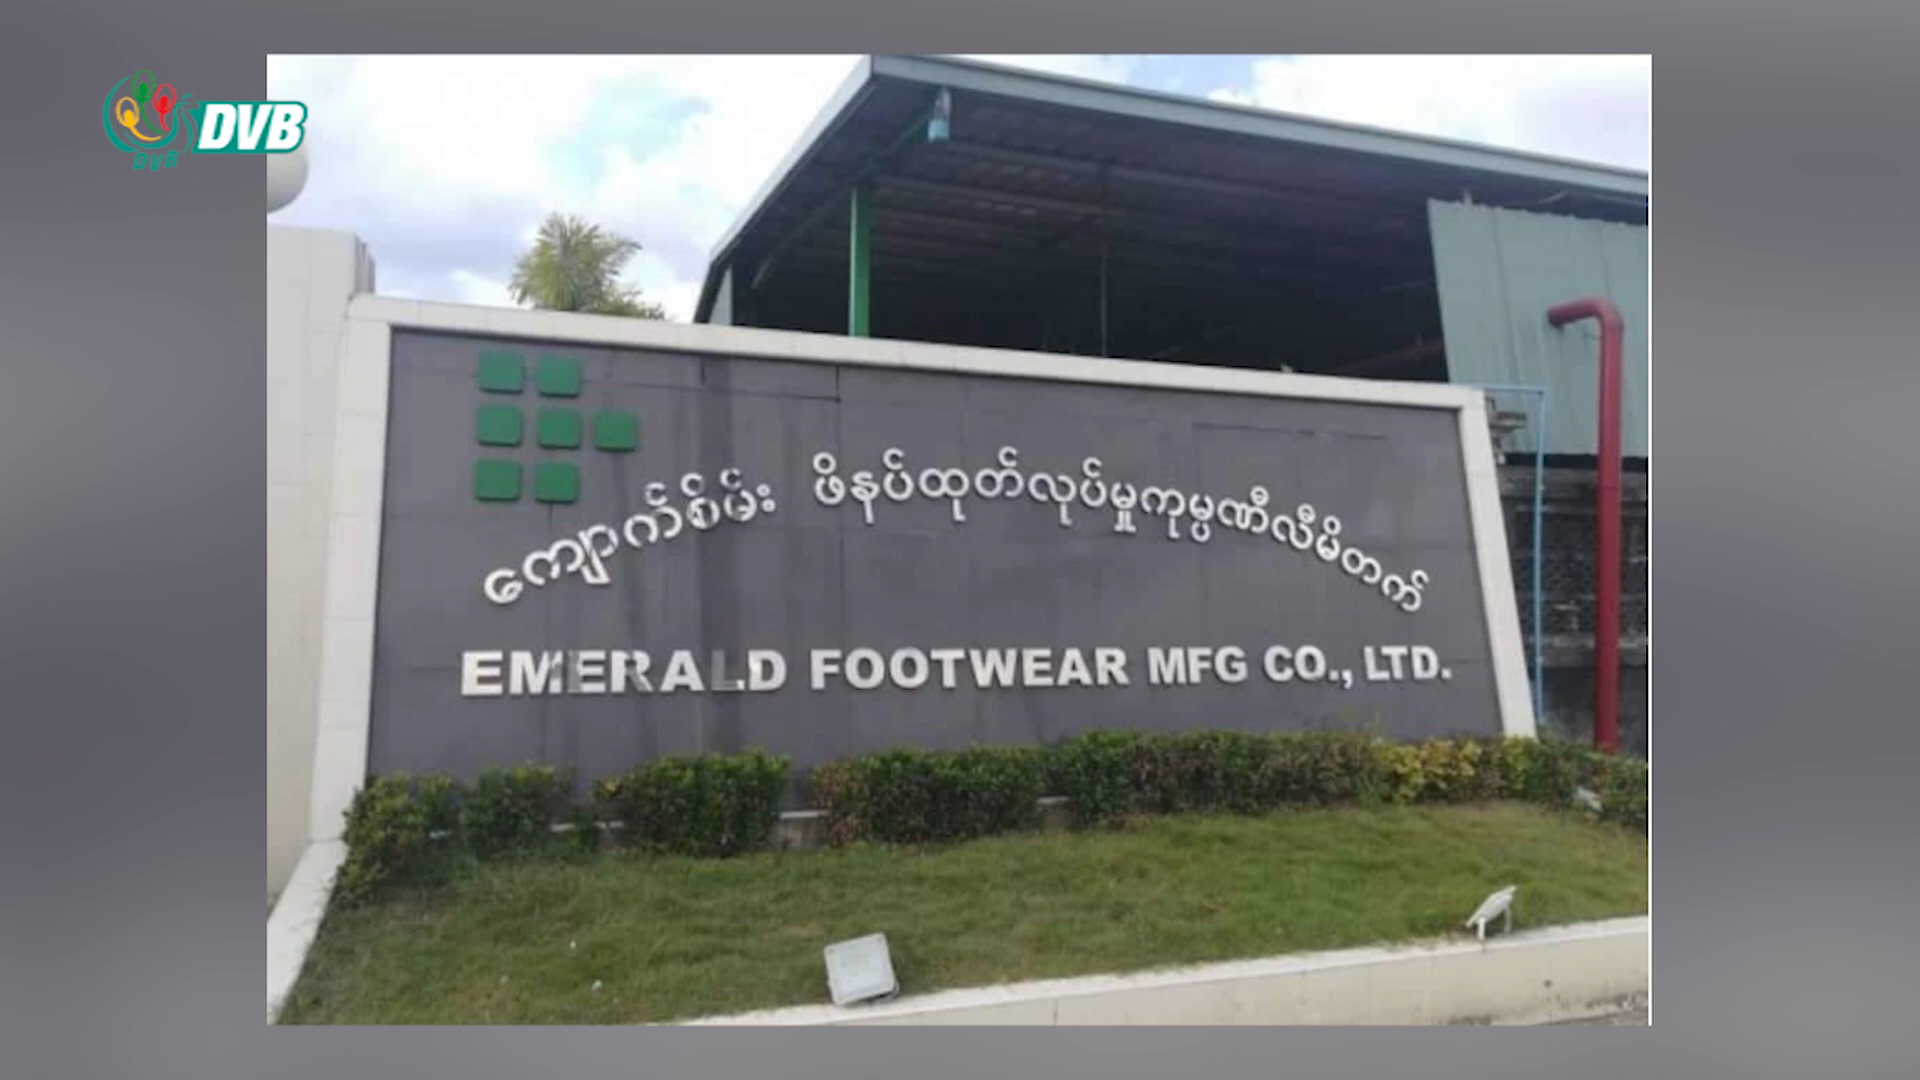 DVB
DVB
ကျောက်စိမ်း ဖိနပ်ထုတ်လုပ်မှုကုမ္ပဏီလီမိတက်
EMERALD FOOTWEAR MFG CO., LTD.